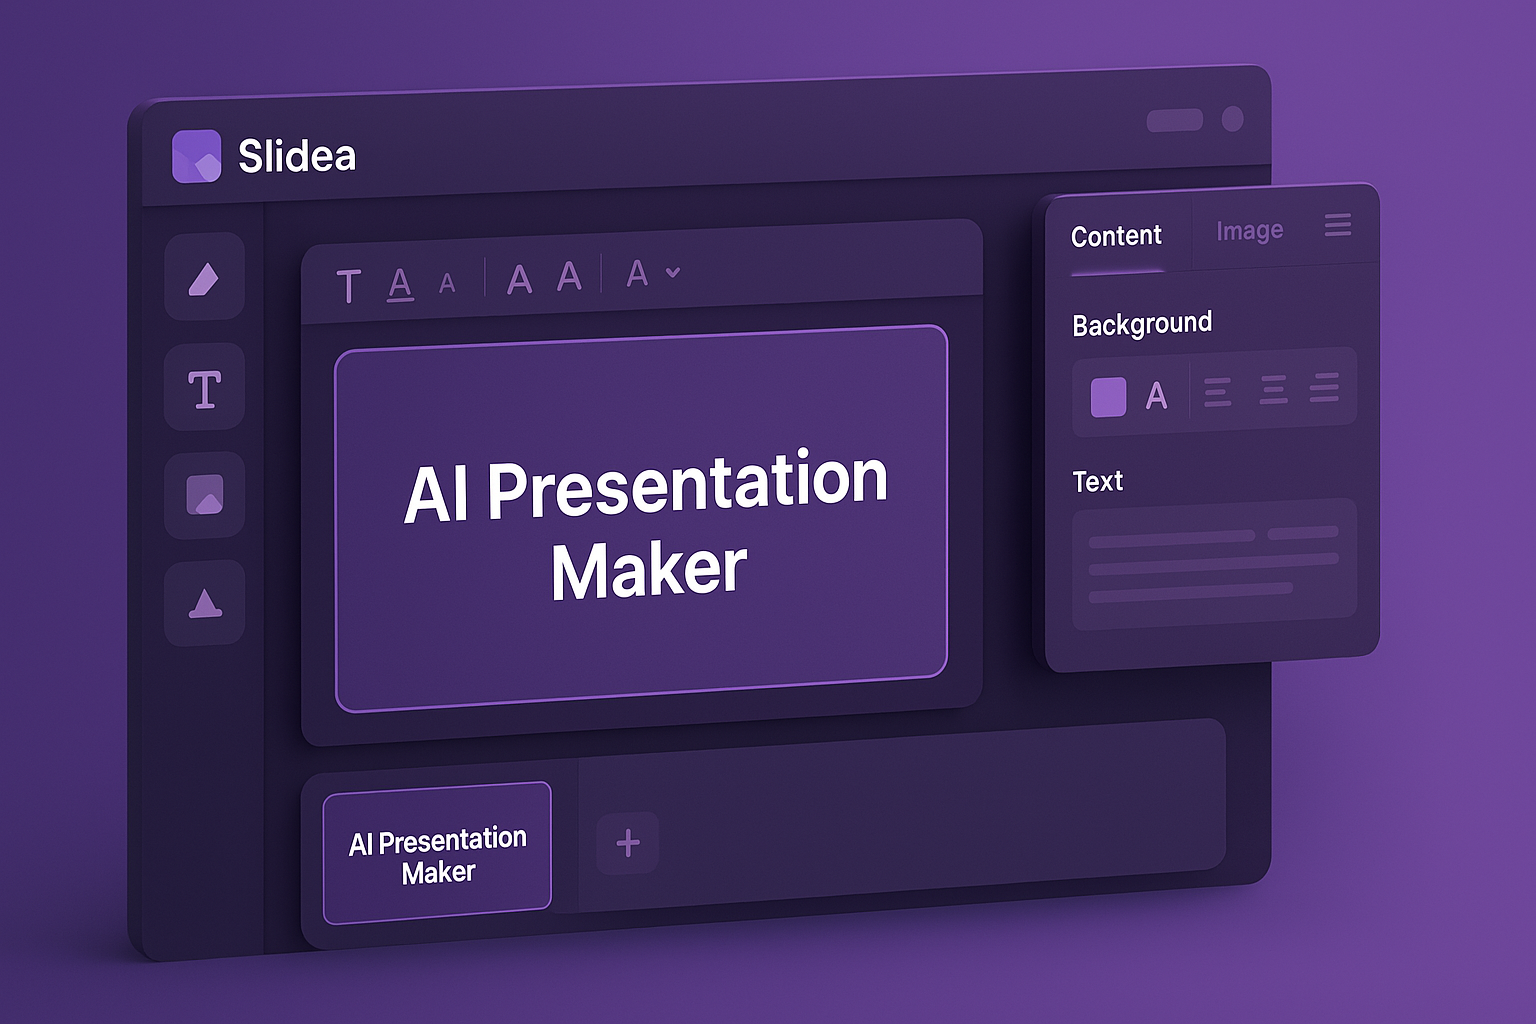 Slidea
T A A A A A
AI Presentation
Maker
Content Image
Background
A
Text
T
AI Presentation
Maker